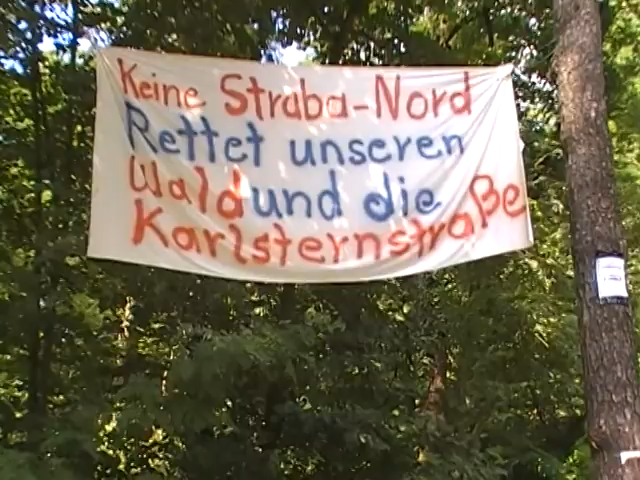 Keine Straba-Nord
Rettet unseren
Wald und die
Karlsternstraße